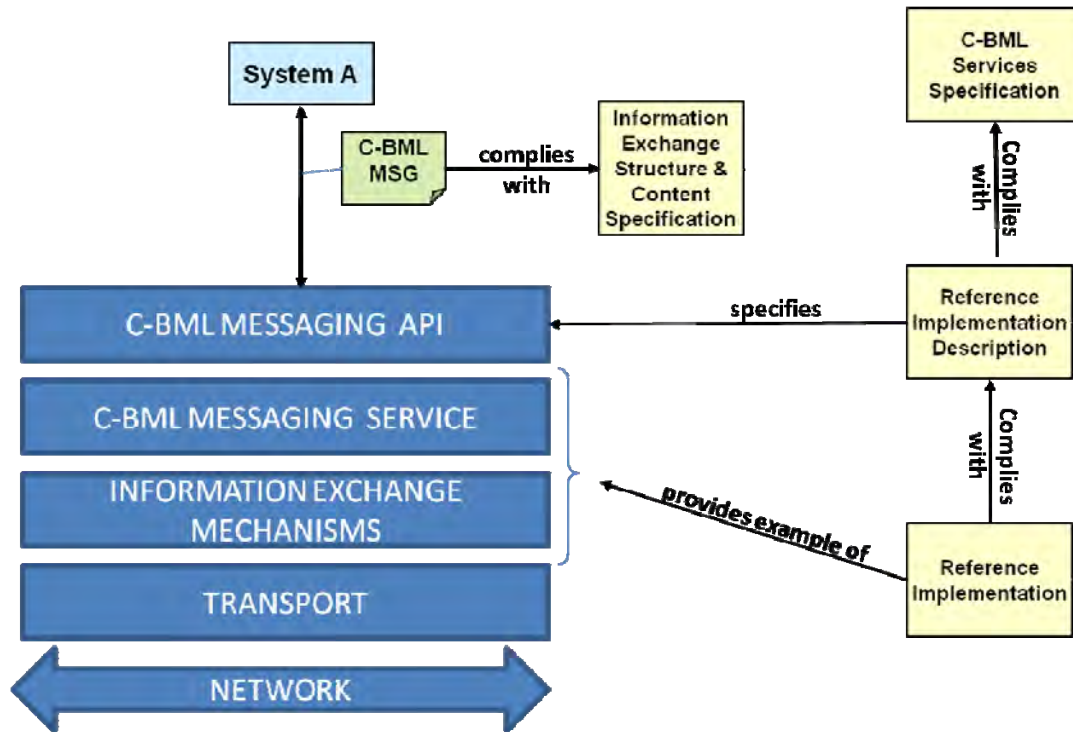 System A
C-BML
MSG
complies
with
Information
Exchange
Structure &
Content
Specification
C-BML
Services
Specification
Complies
with
C-BML MESSAGING API
specifies
Reference
Implementation
Description
C-BML MESSAGING SERVICE
Complies
with
INFORMATION EXCHANGE
MECHANISMS
provides example of
Reference
Implementation
TRANSPORT
NETWORK